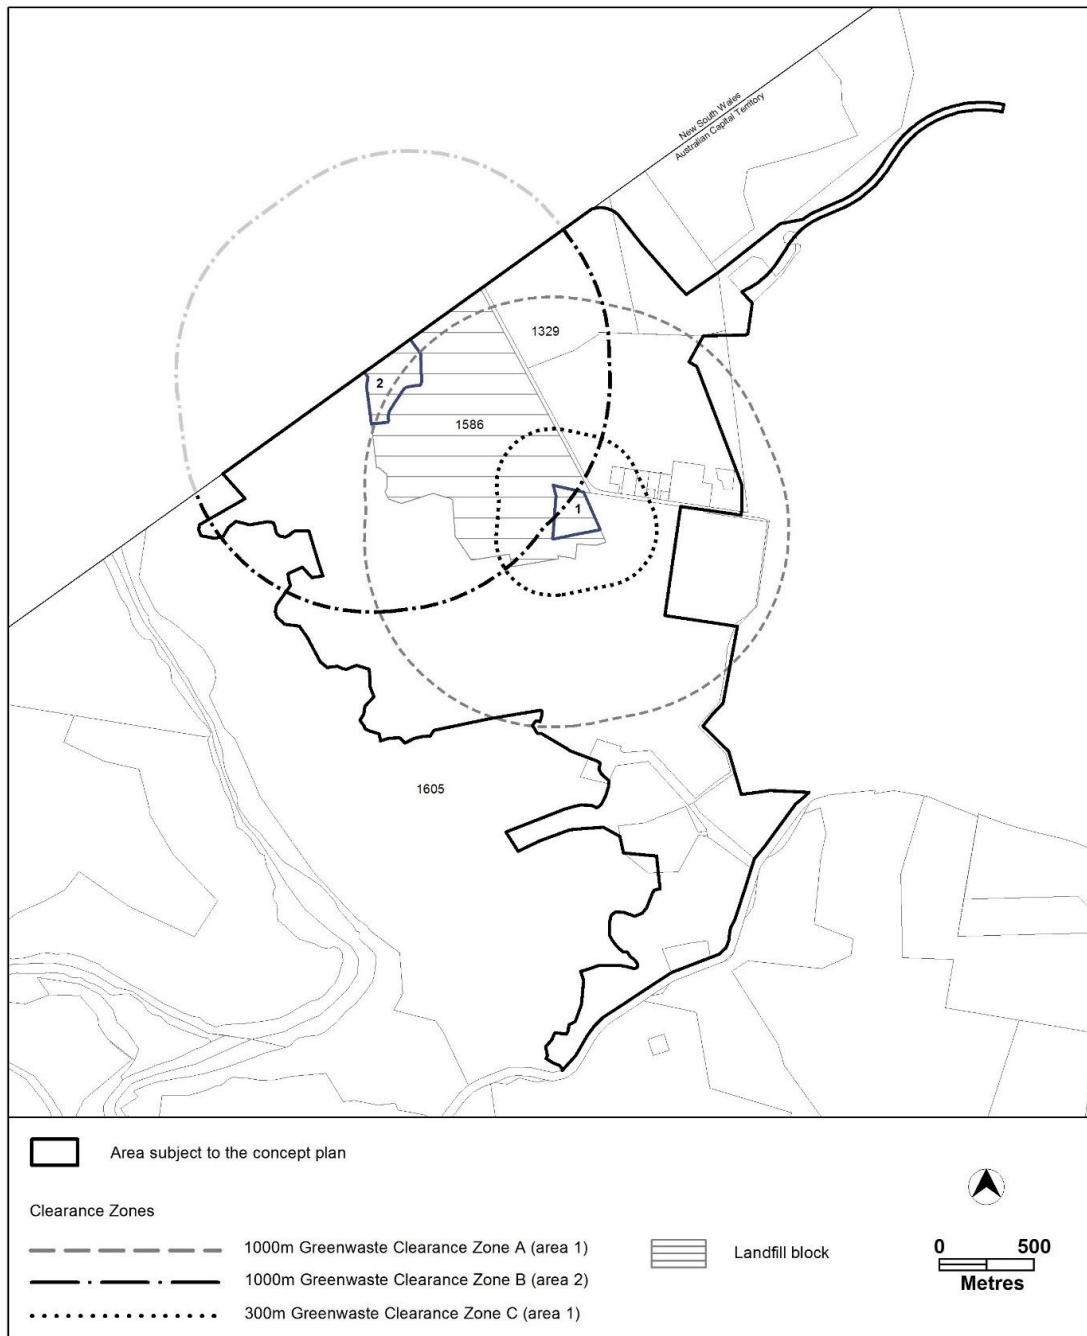 New South Wales
Australian Capital Territory
1329
2
1586
1
1605
Area subject to the concept plan
Clearance Zones
1000m Greenwaste Clearance Zone A (area 1)
1000m Greenwaste Clearance Zone B (area 2)
300m Greenwaste Clearance Zone C (area 1)
Landfill block
0 500
Metres